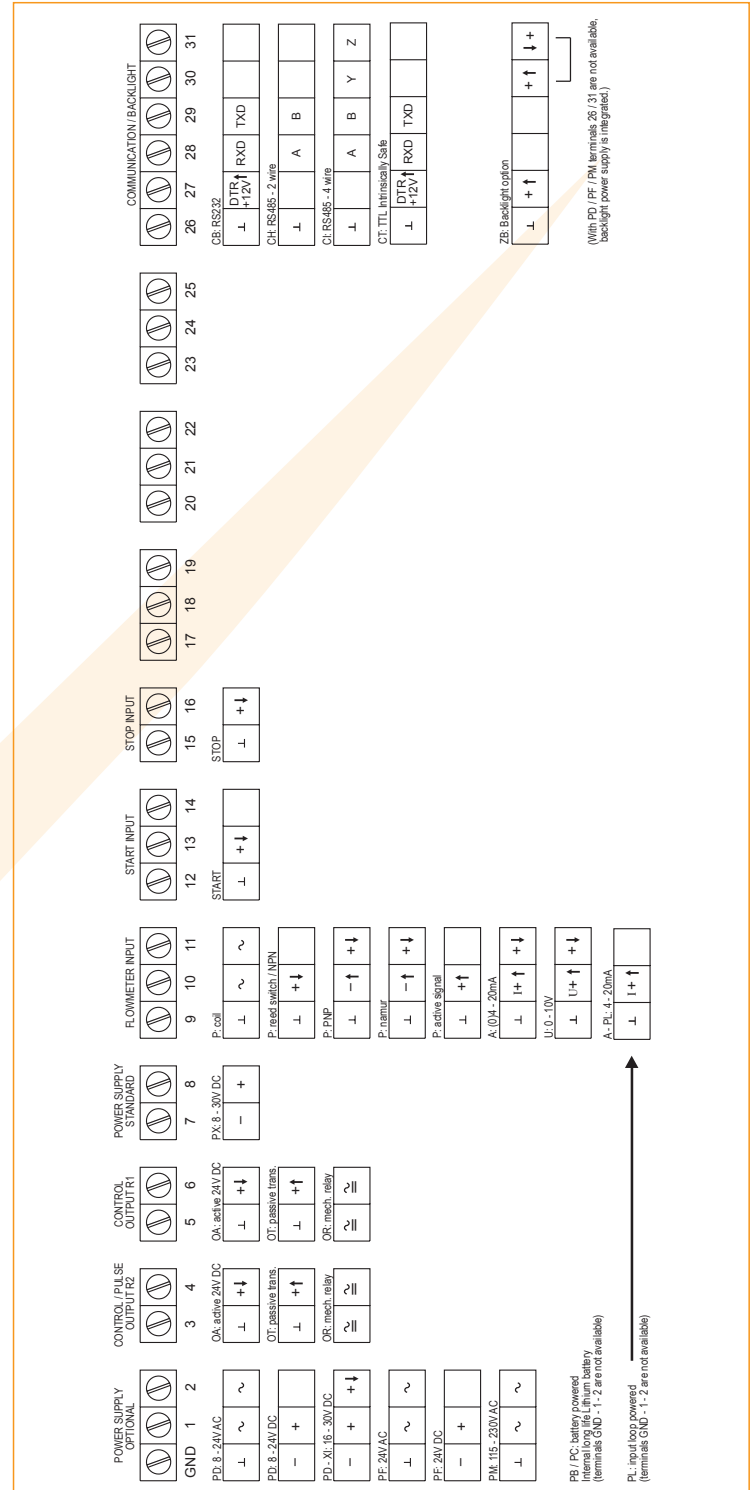 POWER SUPPLY
OPTIONAL
GND 1 2
PD: 8 - 24V AC
⊥ ~ ~
PD: 8 - 24V DC
– +
PD - XI: 16 - 30V DC
– + +↓
PF: 24V AC
⊥ ~ ~
PF: 24V DC
– +
PM: 115 - 230V AC
⊥ ~ ~
PB / PC: battery powered
Internal long life Lithium battery
(terminals GND - 1 - 2 are not available)
PL: input loop powered
(terminals GND - 1 - 2 are not available)
CONTROL / PULSE
OUTPUT R2
3 4
OA: active 24V DC
⊥ +↓
OT: passive trans.
⊥ +↑
OR: mech. relay
≂ ≂
CONTROL
OUTPUT R1
5 6
OA: active 24V DC
⊥ +↓
OT: passive trans.
⊥ +↑
OR: mech. relay
≂ ≂
POWER SUPPLY
STANDARD
7 8
PX: 8 - 30V DC
– +
FLOWMETER INPUT
9 10 11
P: coil
⊥ ~ ~
P: reed switch / NPN
⊥ +↓
P: PNP
⊥ –↑ +↓
P: namur
⊥ –↑ +↓
P: active signal
⊥ +↑
A: (0)4 - 20mA
⊥ I+↑ +↓
U: 0 - 10V
⊥ U+↑ +↓
A - PL: 4 - 20mA
⊥ I+↑
START INPUT
12 13 14
START
⊥ +↓
STOP INPUT
15 16
STOP
⊥ +↓
17 18 19
20 21 22
23 24 25
COMMUNICATION / BACKLIGHT
26 27 28 29 30 31
CB: RS232
⊥ DTR +12V↑ RXD TXD
CH: RS485 - 2 wire
⊥ A B
CI: RS485 - 4 wire
⊥ A B Y Z
CT: TTL Intrinsically Safe
⊥ DTR +12V↑ RXD TXD
ZB: Backlight option
⊥ +↑ +↑ ↓+
(With PD / PF / PM terminals 26 / 31 are not available,
backlight power supply is integrated.)